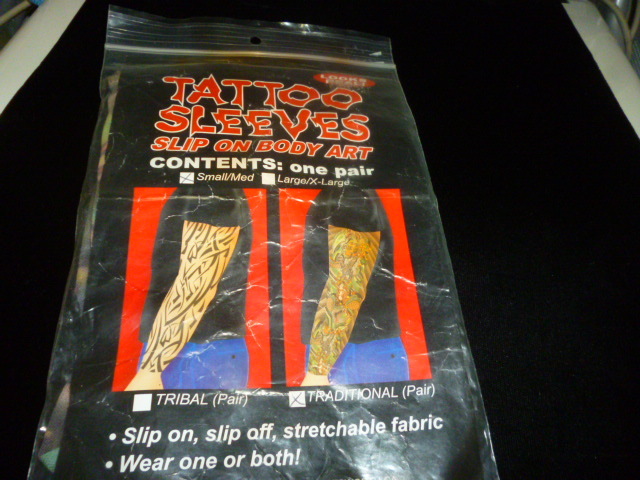 LOOKS
TATTOO
SLEEVES
SLIP ON BODY ART
CONTENTS: one pair
Small/Med Large/X-Large
TRIBAL (Pair) TRADITIONAL (Pair)
• Slip on, slip off, stretchable fabric
• Wear one or both!